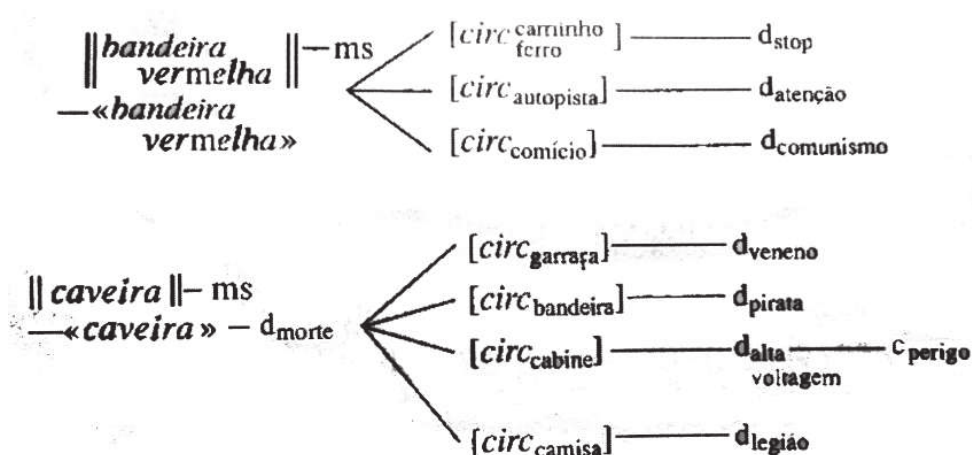 [circ caminho ferro] — d stop
|| bandeira vermelha || — ms
[circ autopista] — d atenção
— «bandeira vermelha»
[circ comício] — d comunismo
[circ garrafa] — d veneno
|| caveira || — ms
[circ bandeira] — d pirata
— «caveira» — d morte
[circ cabine] — d alta voltagem — c perigo
[circ camisa] — d legião